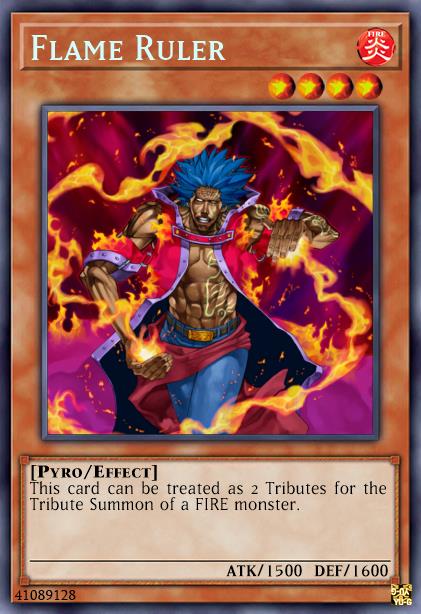 FLAME RULER
FIRE
炎
[PYRO/EFFECT]
This card can be treated as 2 Tributes for the
Tribute Summon of a FIRE monster.
ATK/1500 DEF/1600
41089128